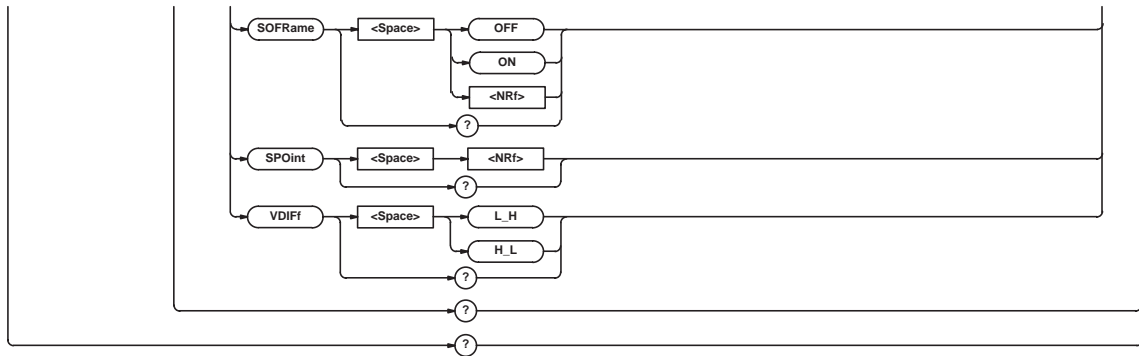 SOFRame <Space> OFF
ON
<NRf>
?
SPOint <Space> <NRf>
?
VDIFf <Space> L_H
H_L
?
?
?